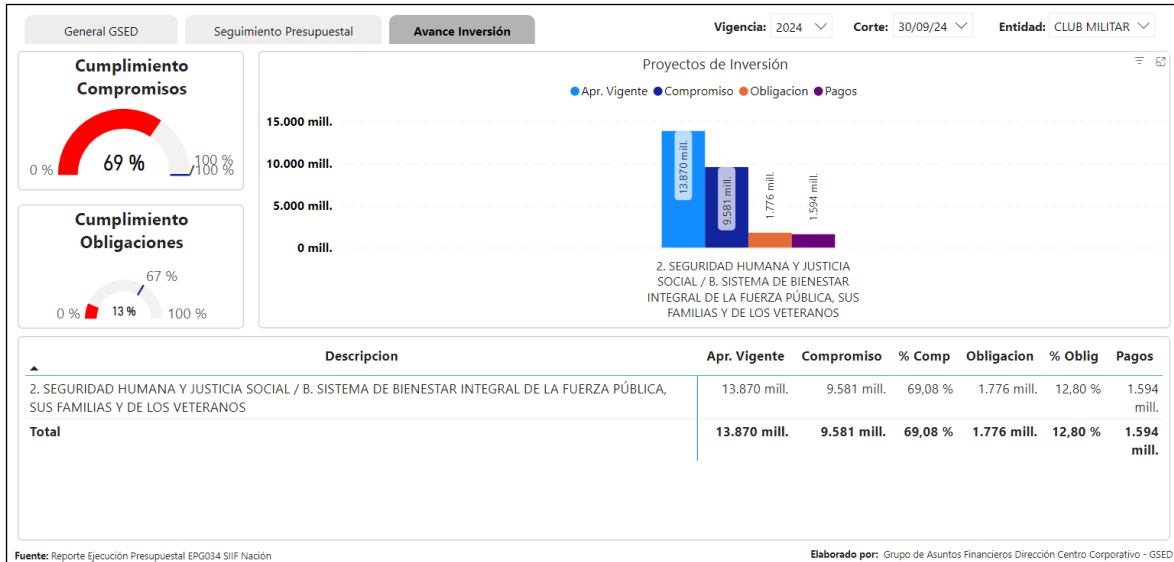 General GSED
Seguimiento Presupuestal
Avance Inversión
Vigencia: 2024
Corte: 30/09/24
Entidad: CLUB MILITAR
Cumplimiento
Compromisos
0 %
69 %
100 %
100 %
Cumplimiento
Obligaciones
67 %
0 %
13 %
100 %
Proyectos de Inversión
Apr. Vigente Compromiso Obligacion Pagos
15.000 mill.
10.000 mill.
5.000 mill.
0 mill.
13.870 mill.
9.581 mill.
1.776 mill.
1.594 mill.
2. SEGURIDAD HUMANA Y JUSTICIA
SOCIAL / B. SISTEMA DE BIENESTAR
INTEGRAL DE LA FUERZA PÚBLICA, SUS
FAMILIAS Y DE LOS VETERANOS
Descripcion Apr. Vigente Compromiso % Comp Obligacion % Oblig Pagos
2. SEGURIDAD HUMANA Y JUSTICIA SOCIAL / B. SISTEMA DE BIENESTAR INTEGRAL DE LA FUERZA PÚBLICA, 13.870 mill. 9.581 mill. 69,08 % 1.776 mill. 12,80 % 1.594
SUS FAMILIAS Y DE LOS VETERANOS mill.
Total 13.870 mill. 9.581 mill. 69,08 % 1.776 mill. 12,80 % 1.594
mill.
Fuente: Reporte Ejecución Presupuestal EPG034 SIIF Nación
Elaborado por: Grupo de Asuntos Financieros Dirección Centro Corporativo - GSED